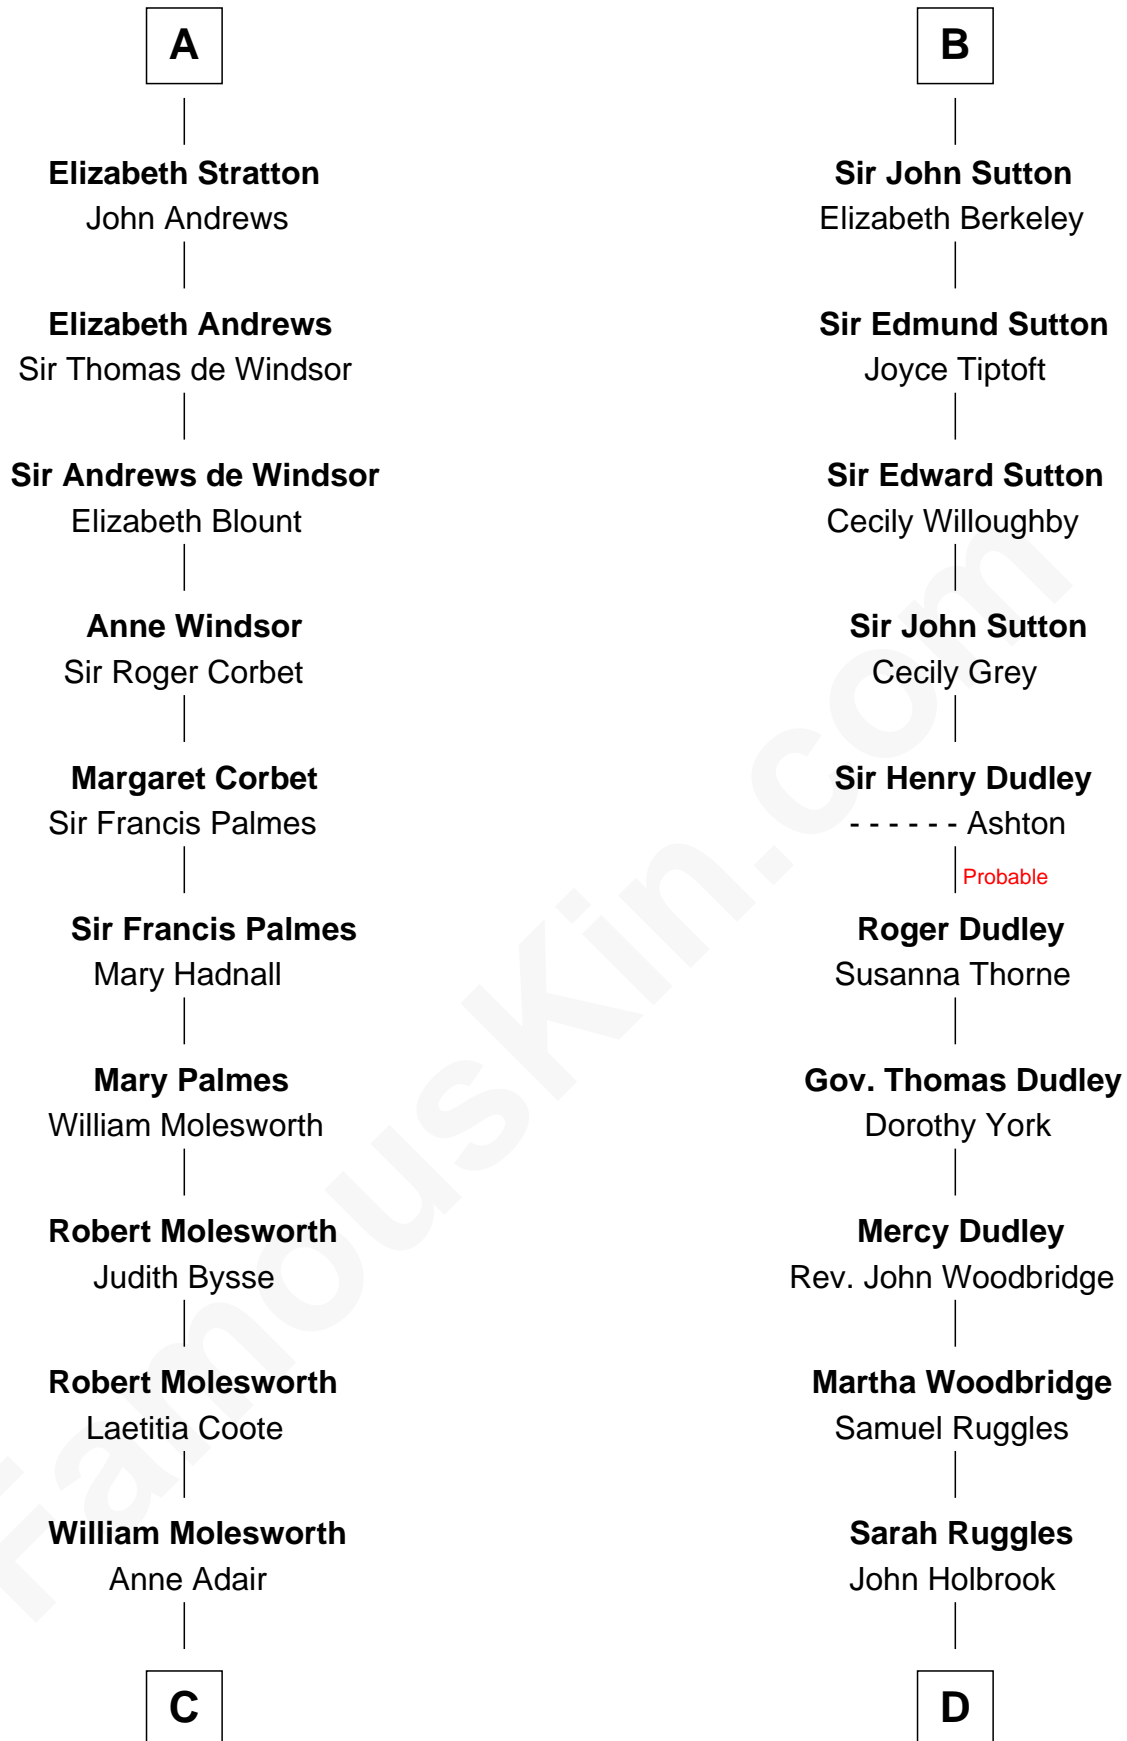 A
Elizabeth Stratton
John Andrews
Elizabeth Andrews
Sir Thomas de Windsor
Sir Andrews de Windsor
Elizabeth Blount
Anne Windsor
Sir Roger Corbet
Margaret Corbet
Sir Francis Palmes
Sir Francis Palmes
Mary Hadnall
Mary Palmes
William Molesworth
Robert Molesworth
Judith Bysse
Robert Molesworth
Laetitia Coote
William Molesworth
Anne Adair
C
B
Sir John Sutton
Elizabeth Berkeley
Sir Edmund Sutton
Joyce Tiptoft
Sir Edward Sutton
Cecily Willoughby
Sir John Sutton
Cecily Grey
Sir Henry Dudley
- - - - - - Ashton
Probable
Roger Dudley
Susanna Thorne
Gov. Thomas Dudley
Dorothy York
Mercy Dudley
Rev. John Woodbridge
Martha Woodbridge
Samuel Ruggles
Sarah Ruggles
John Holbrook
D
FamousKin.com